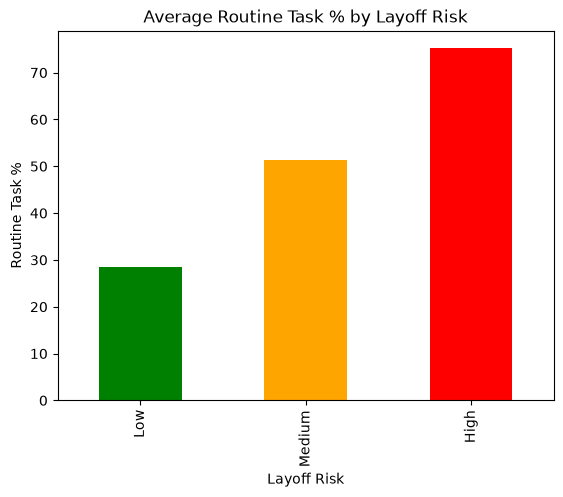 Average Routine Task % by Layoff Risk
Routine Task %
70
60
50
40
30
20
10
0
Low
Medium
High
Layoff Risk